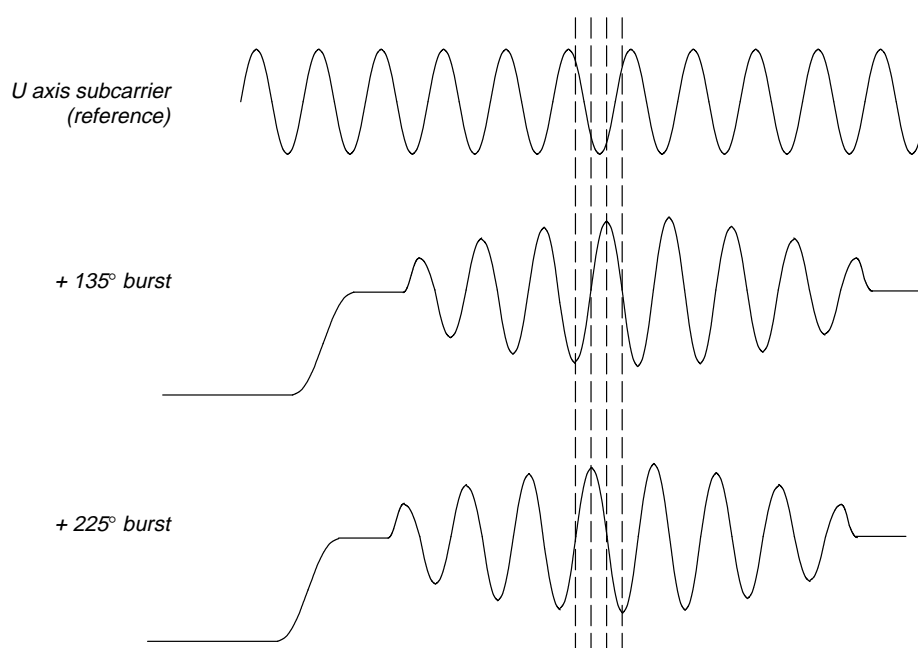 U axis subcarrier
(reference)
+ 135° burst
+ 225° burst